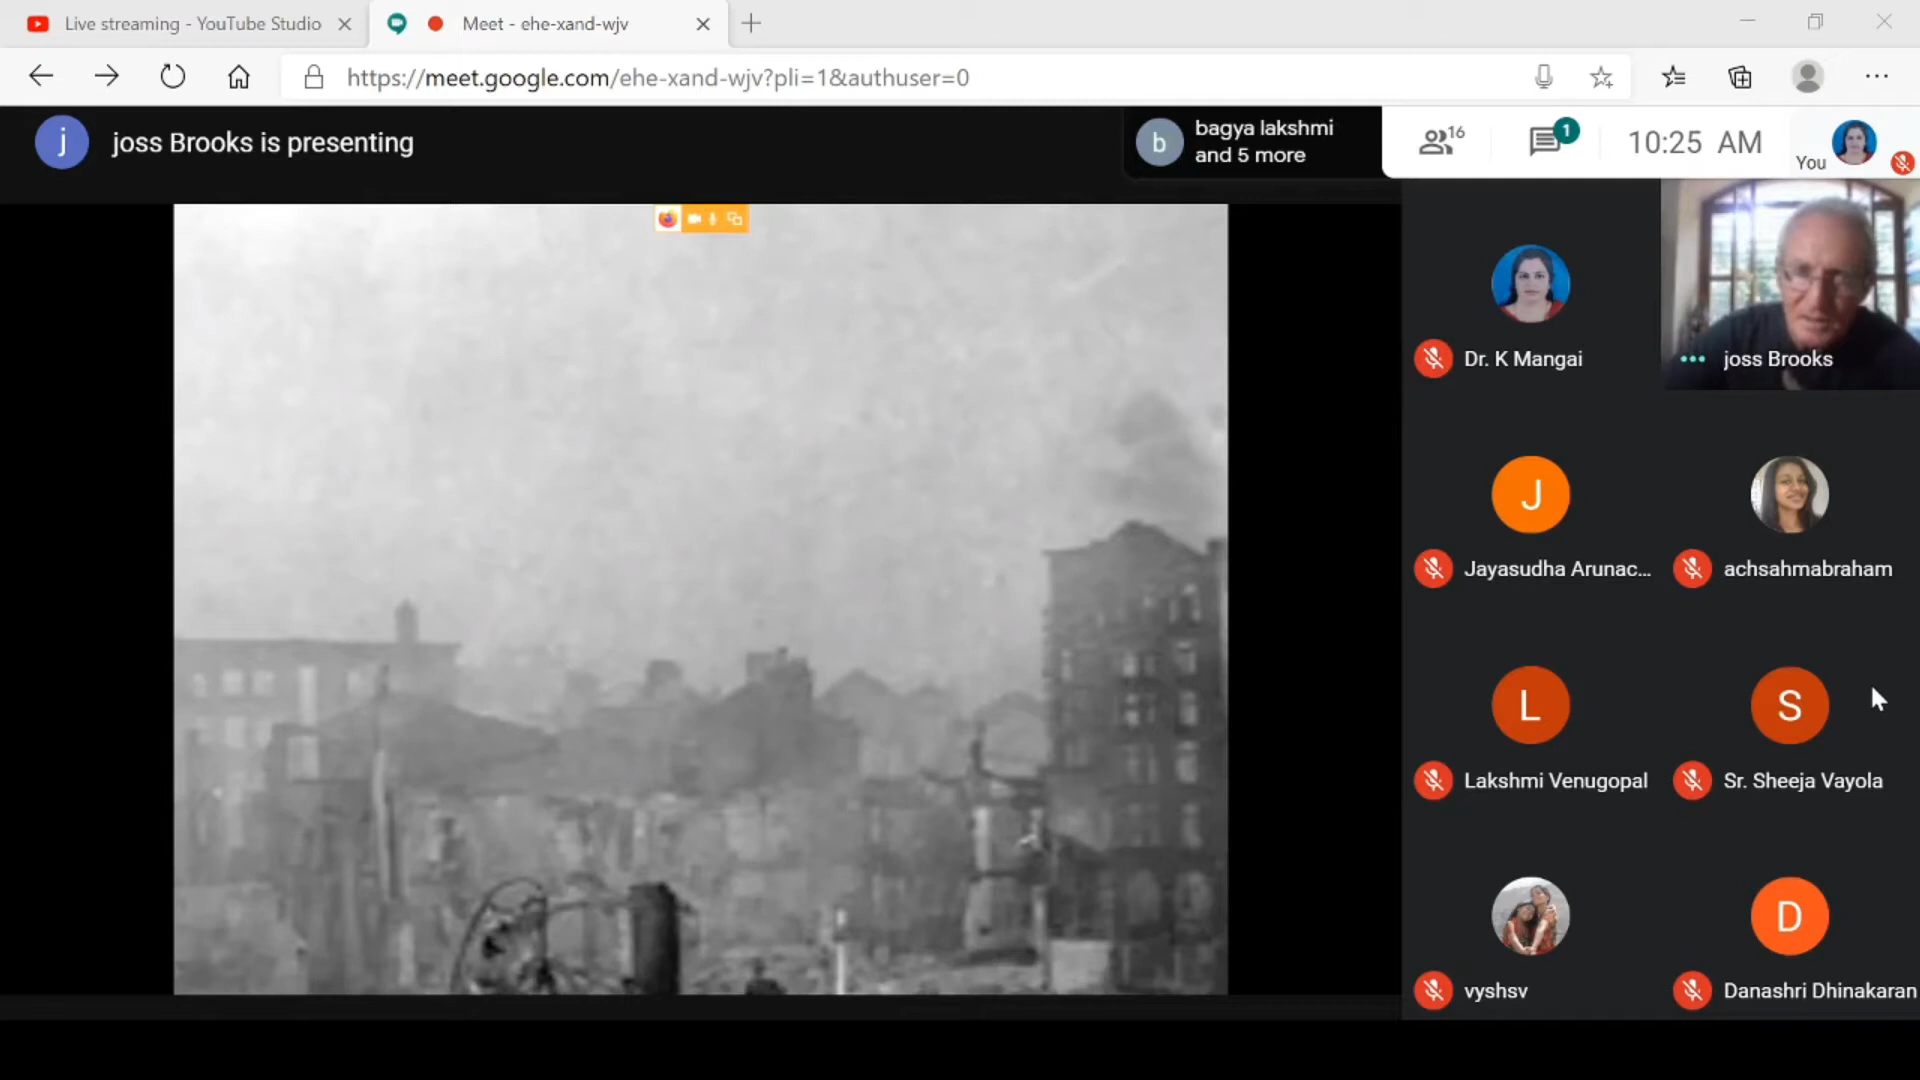 Live streaming - YouTube Studio
Meet - ehe-xand-wjv
https://meet.google.com/ehe-xand-wjv?pli=1&authuser=0
j
joss Brooks is presenting
b
bagya lakshmi
and 5 more
16
1
10:25 AM
You
Dr. K Mangai
joss Brooks
J
Jayasudha Arunac...
achsahmabraham
L
Lakshmi Venugopal
S
Sr. Sheeja Vayola
vyshsv
D
Danashri Dhinakaran